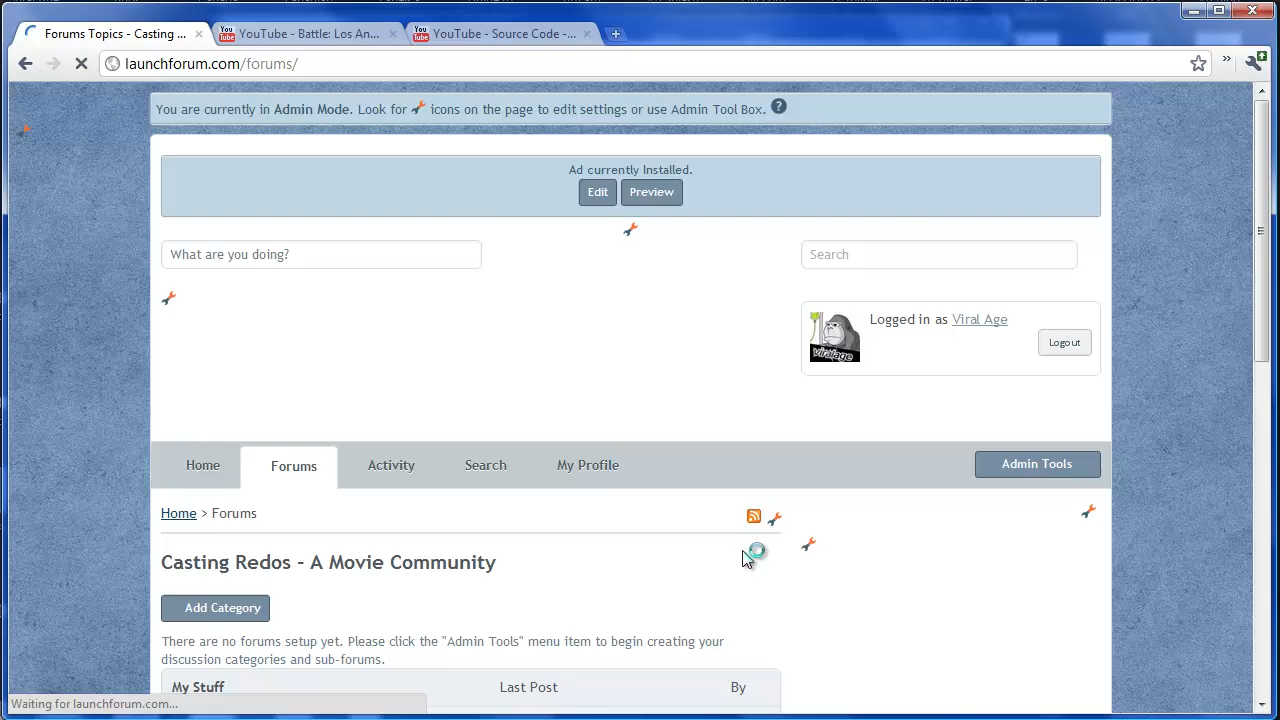 Forums Topics - Casting ...
YouTube - Battle: Los An...
YouTube - Source Code -...
launchforum.com/forums/
You are currently in Admin Mode. Look for icons on the page to edit settings or use Admin Tool Box. ?
Ad currently Installed.
Edit Preview
What are you doing?
Search
Logged in as Viral Age
viralage
Logout
Home Forums Activity Search My Profile Admin Tools
Home > Forums
Casting Redos - A Movie Community
Add Category
There are no forums setup yet. Please click the "Admin Tools" menu item to begin creating your
discussion categories and sub-forums.
My Stuff Last Post By
Waiting for launchforum.com...